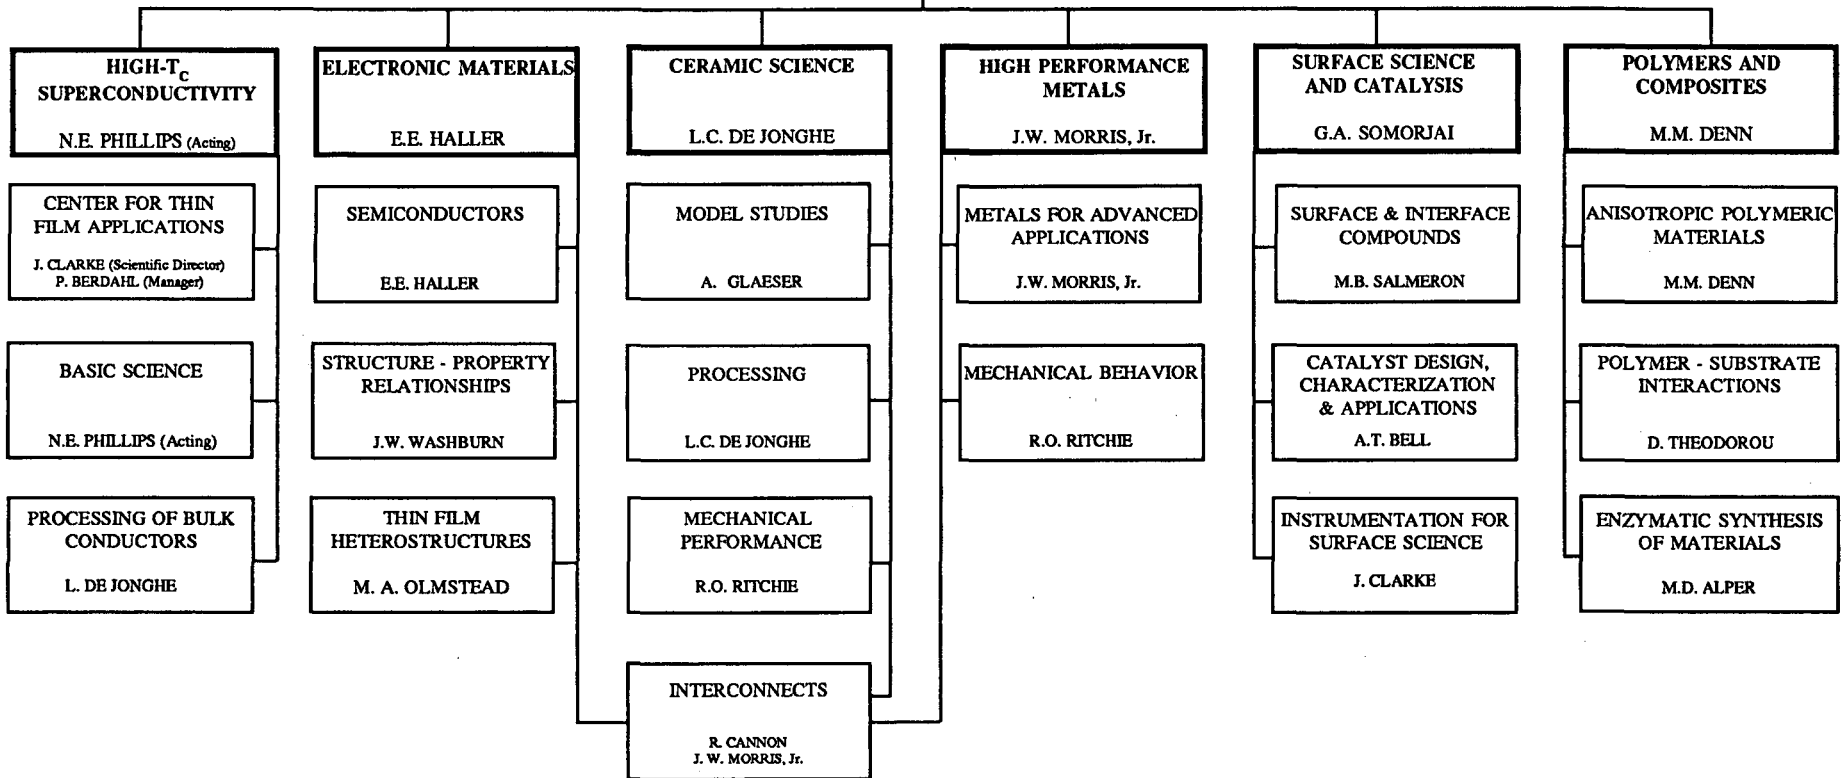 HIGH-Tc
SUPERCONDUCTIVITY
N.E. PHILLIPS (Acting)
ELECTRONIC MATERIALS
E.E. HALLER
CERAMIC SCIENCE
L.C. DE JONGHE
HIGH PERFORMANCE
METALS
J.W. MORRIS, Jr.
SURFACE SCIENCE
AND CATALYSIS
G.A. SOMORJAI
POLYMERS AND
COMPOSITES
M.M. DENN
CENTER FOR THIN
FILM APPLICATIONS
J. CLARKE (Scientific Director)
P. BERDAHL (Manager)
SEMICONDUCTORS
E.E. HALLER
MODEL STUDIES
A. GLAESER
METALS FOR ADVANCED
APPLICATIONS
J.W. MORRIS, Jr.
SURFACE & INTERFACE
COMPOUNDS
M.B. SALMERON
ANISOTROPIC POLYMERIC
MATERIALS
M.M. DENN
BASIC SCIENCE
N.E. PHILLIPS (Acting)
STRUCTURE - PROPERTY
RELATIONSHIPS
J.W. WASHBURN
PROCESSING
L.C. DE JONGHE
MECHANICAL BEHAVIOR
R.O. RITCHIE
CATALYST DESIGN,
CHARACTERIZATION
& APPLICATIONS
A.T. BELL
POLYMER - SUBSTRATE
INTERACTIONS
D. THEODOROU
PROCESSING OF BULK
CONDUCTORS
L. DE JONGHE
THIN FILM
HETEROSTRUCTURES
M. A. OLMSTEAD
MECHANICAL
PERFORMANCE
R.O. RITCHIE
INSTRUMENTATION FOR
SURFACE SCIENCE
J. CLARKE
ENZYMATIC SYNTHESIS
OF MATERIALS
M.D. ALPER
INTERCONNECTS
R. CANNON
J. W. MORRIS, Jr.